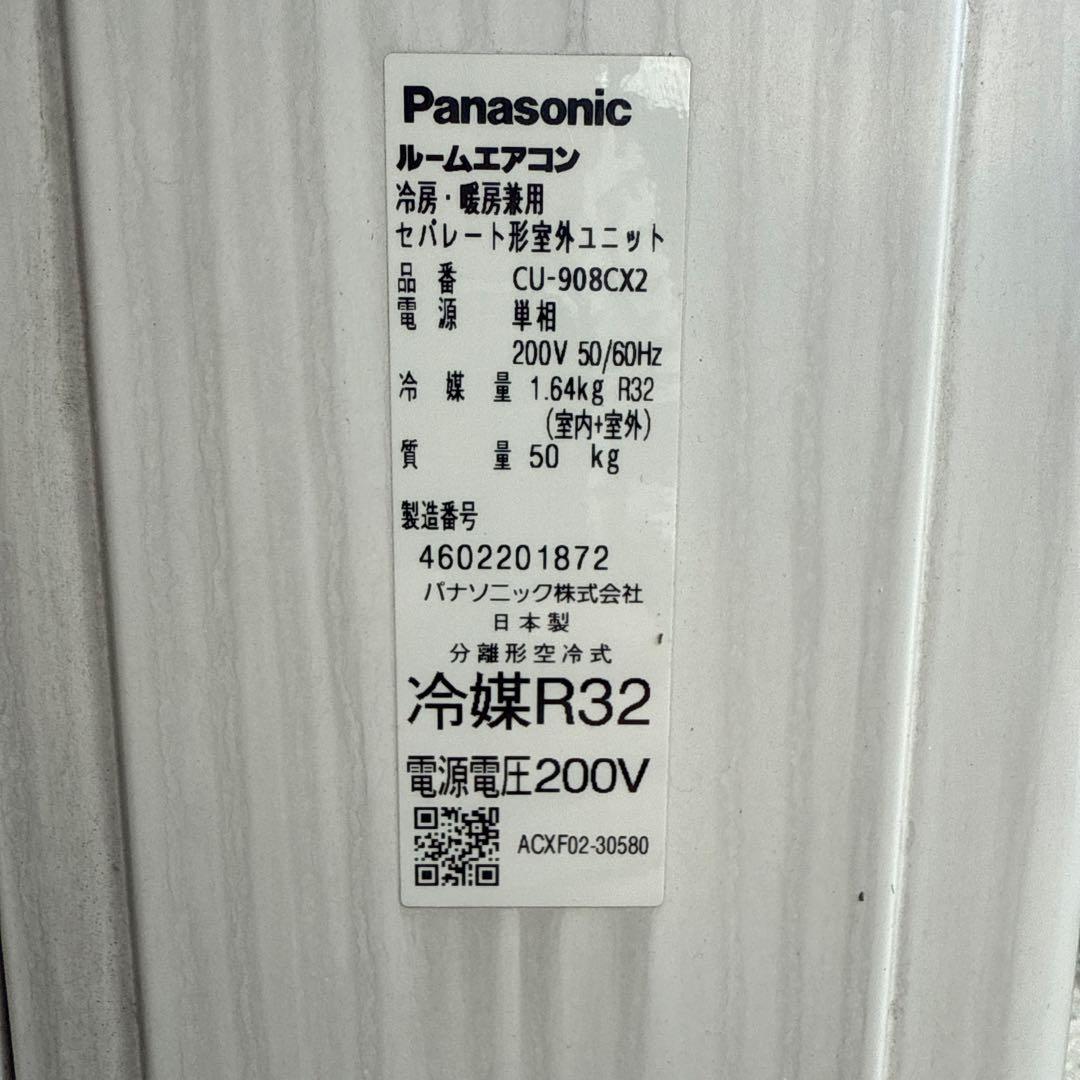 Panasonic
ルームエアコン
冷房・暖房兼用
セパレート形室外ユニット
品番 CU-908CX2
電源 単相
200V 50/60Hz
冷媒量 1.64kg R32
(室内+室外)
質量 50 kg
製造番号
4602201872
パナソニック株式会社
日本製
分離形空冷式
冷媒R32
電源電圧200V
ACXF02-30580